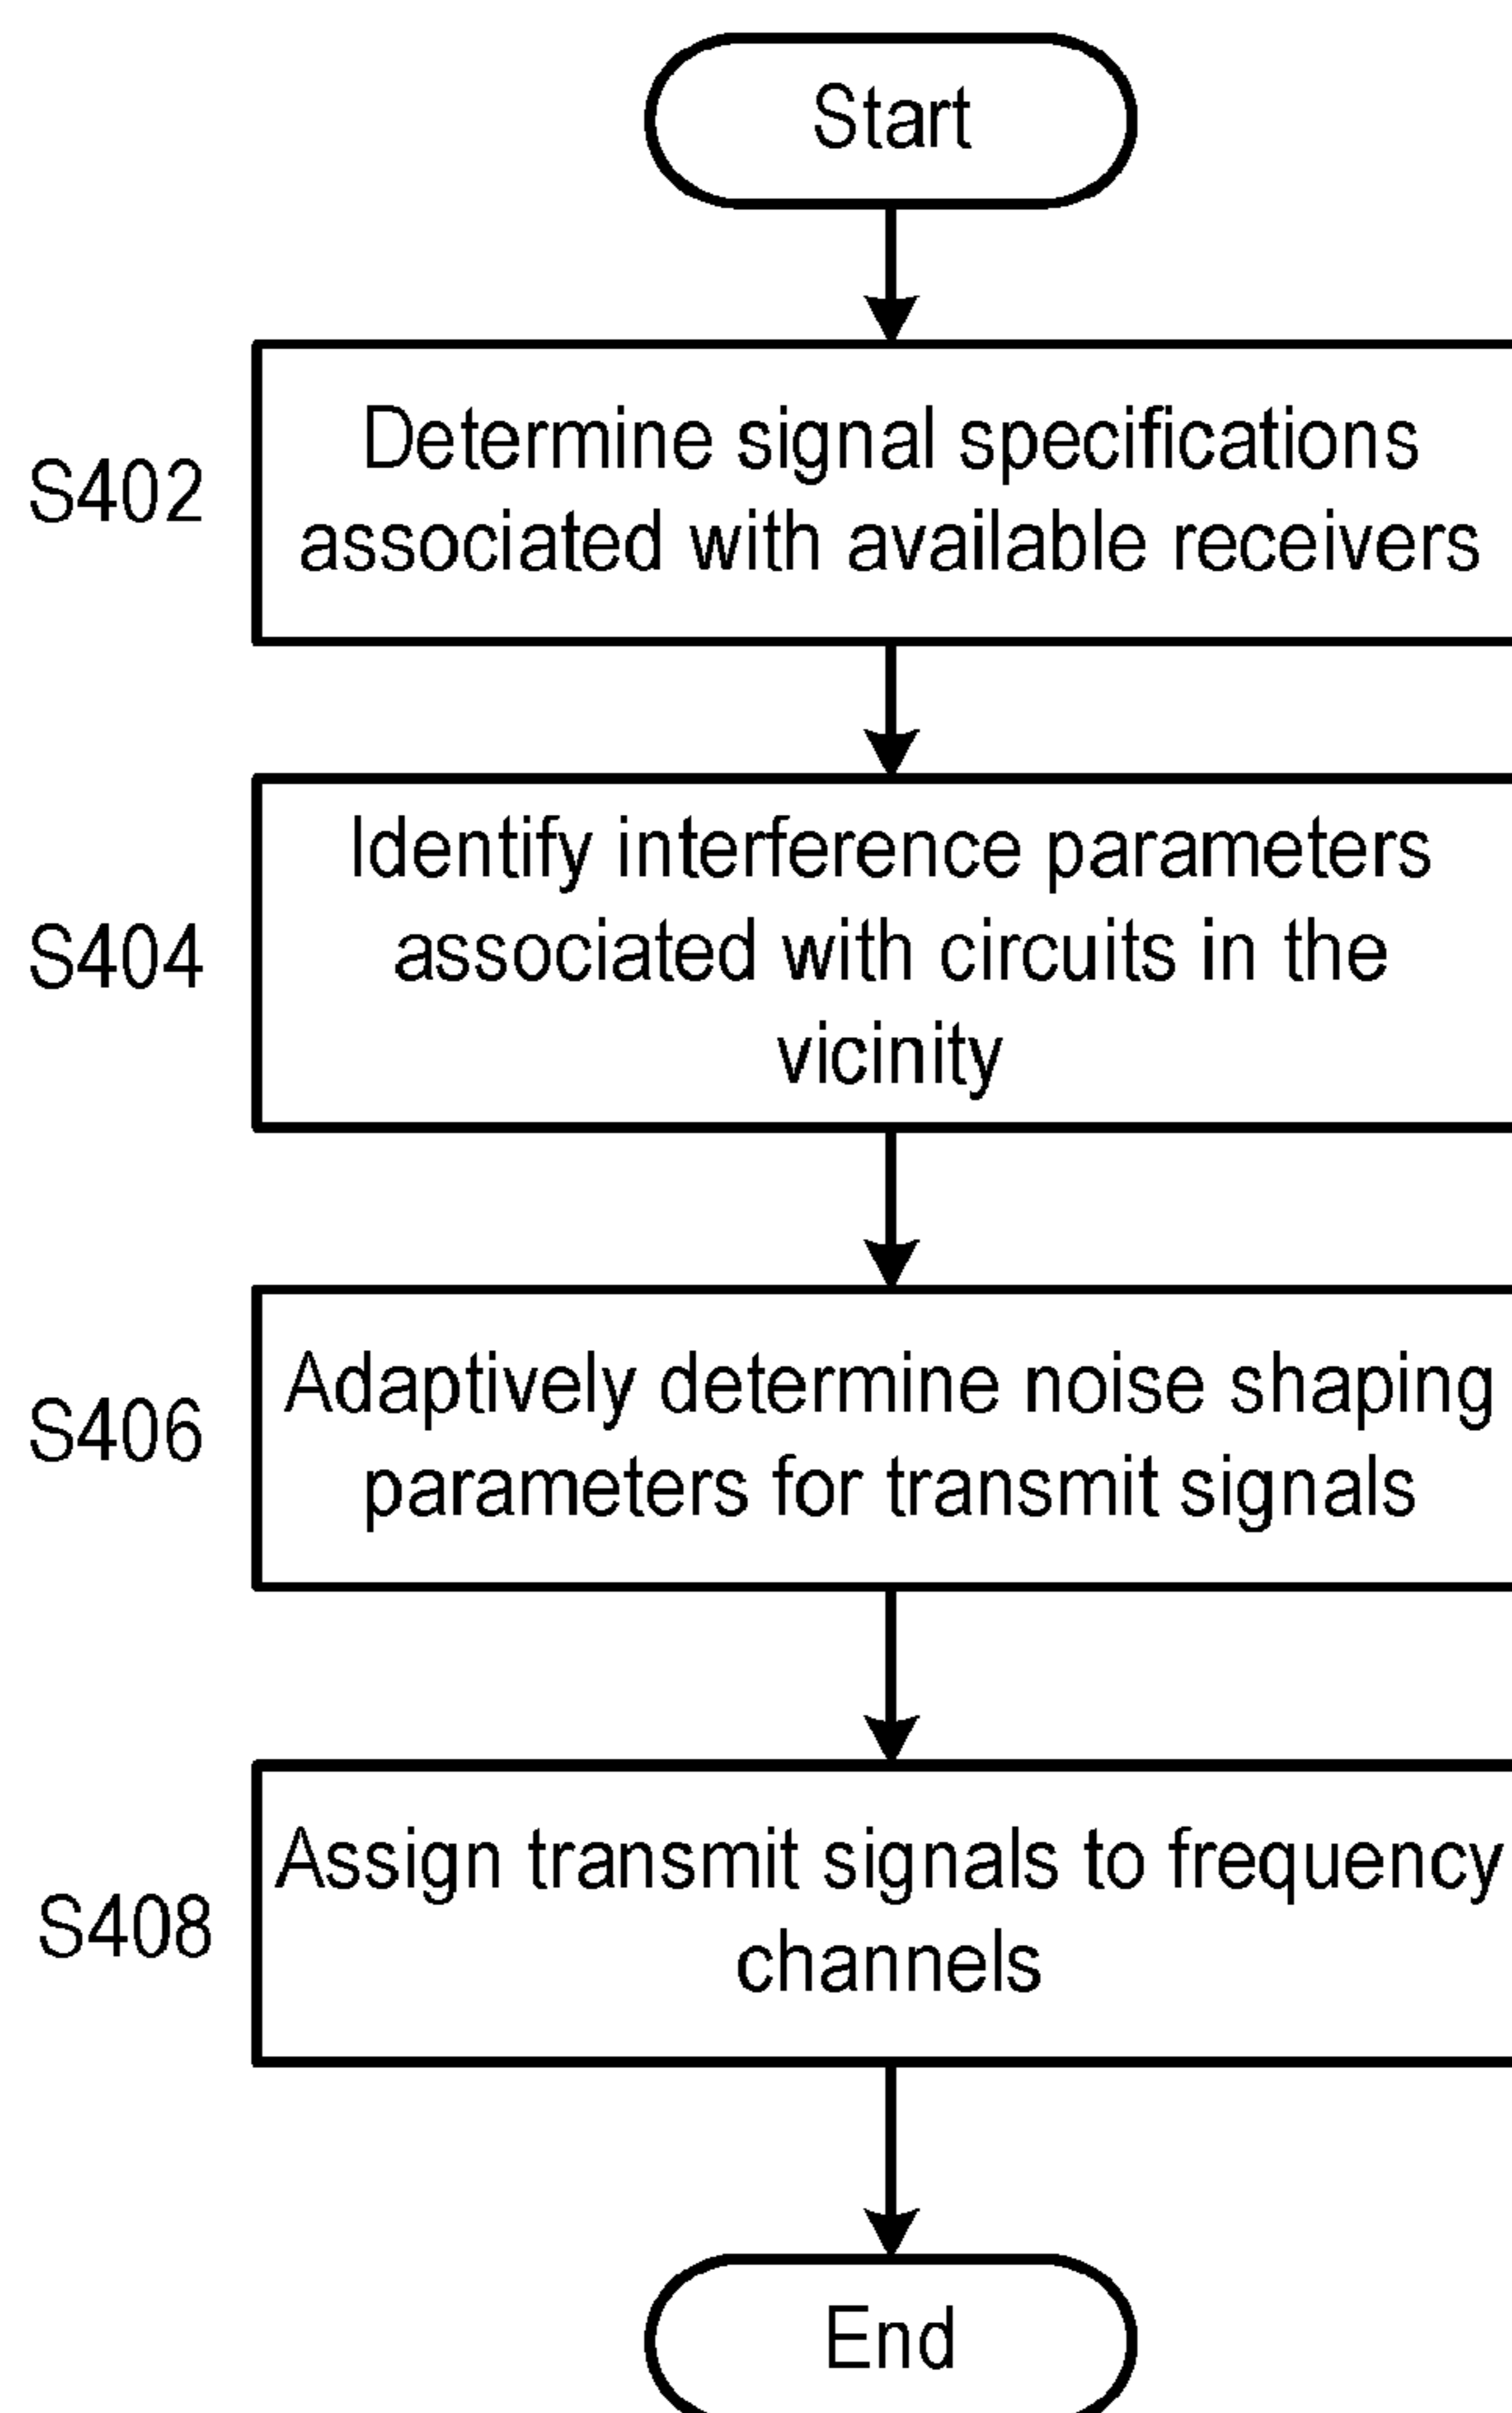 Start
S402
Determine signal specifications
associated with available receivers
S404
Identify interference parameters
associated with circuits in the
vicinity
S406
Adaptively determine noise shaping
parameters for transmit signals
S408
Assign transmit signals to frequency
channels
End